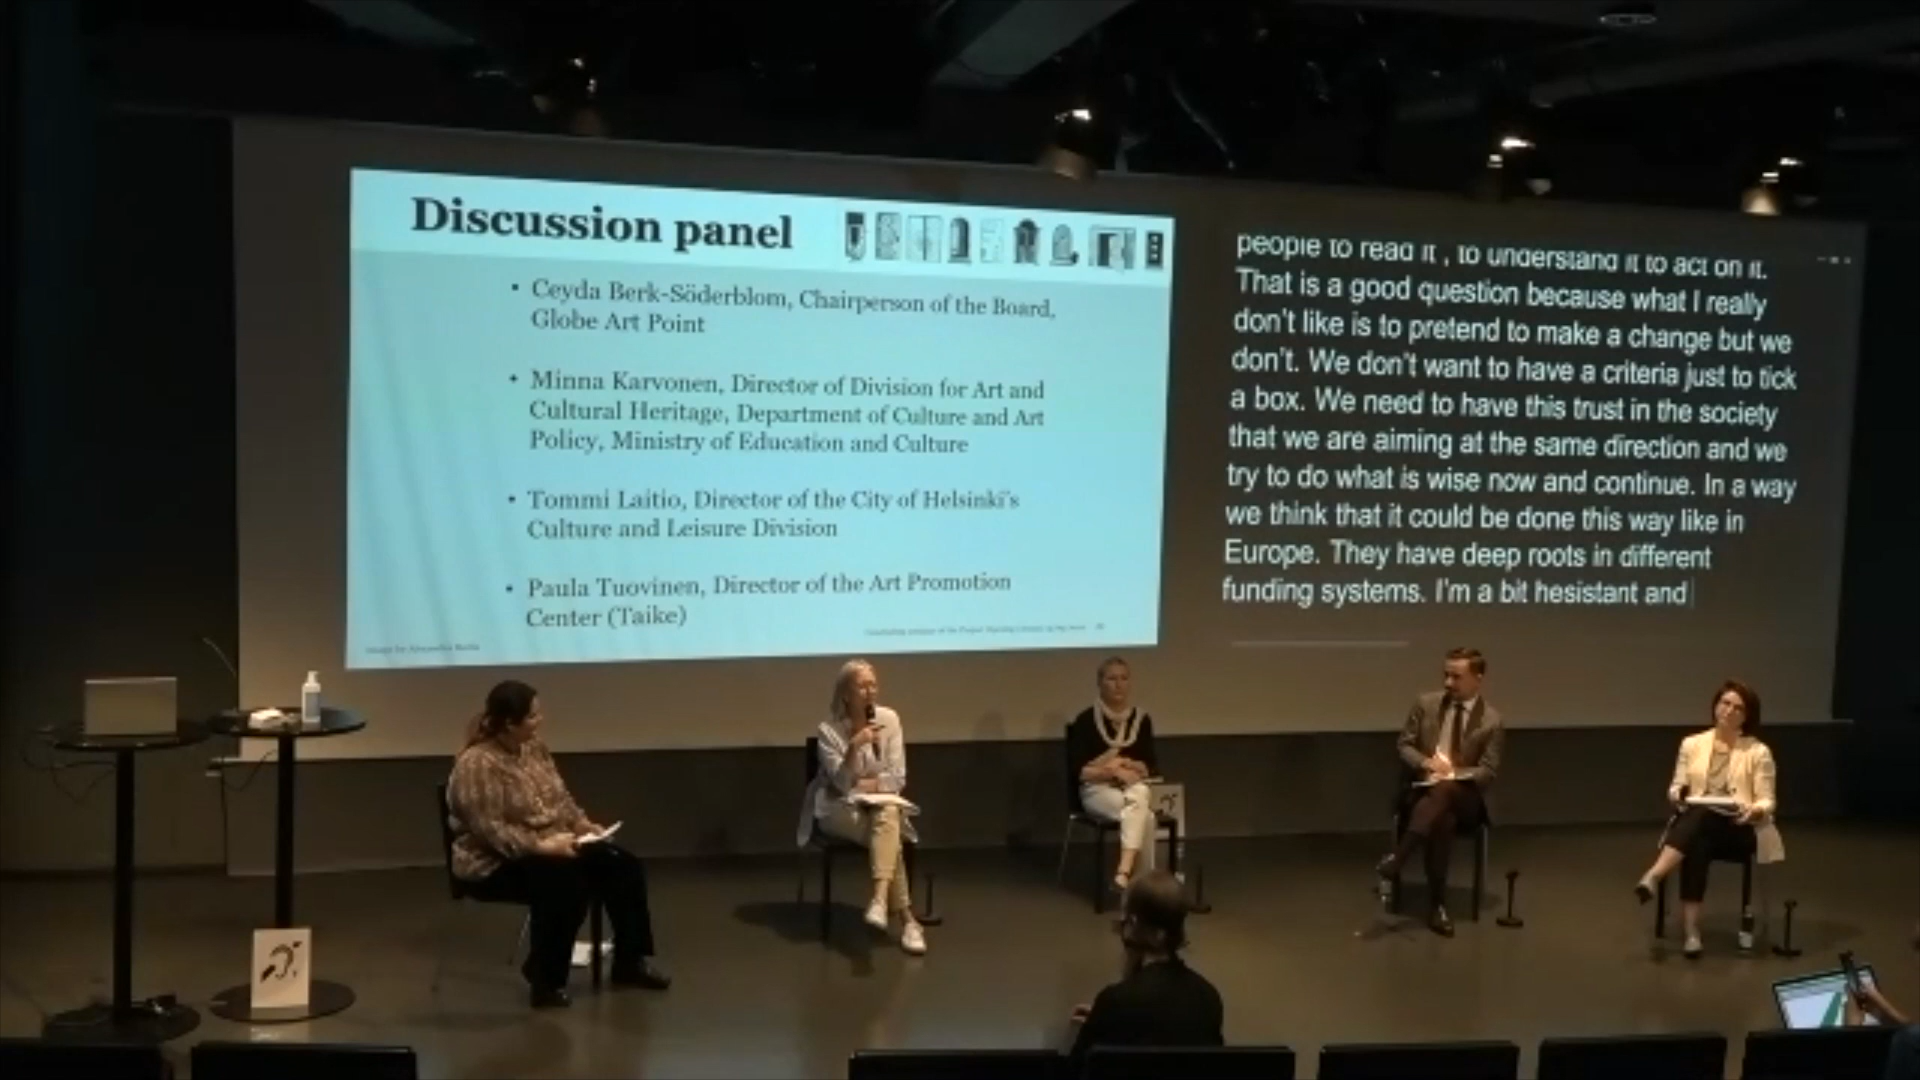 Discussion panel
• Ceyda Berk-Söderblom, Chairperson of the Board,
Globe Art Point
• Minna Karvonen, Director of Division for Art and
Cultural Heritage, Department of Culture and Art
Policy, Ministry of Education and Culture
• Tommi Laitio, Director of the City of Helsinki's
Culture and Leisure Division
• Paula Tuovinen, Director of the Art Promotion
Center (Taike)
people to read it , to understand it to act on it.
That is a good question because what I really
don't like is to pretend to make a change but we
don't. We don't want to have a criteria just to tick
a box. We need to have this trust in the society
that we are aiming at the same direction and we
try to do what is wise now and continue. In a way
we think that it could be done this way like in
Europe. They have deep roots in different
funding systems. I'm a bit hesistant and